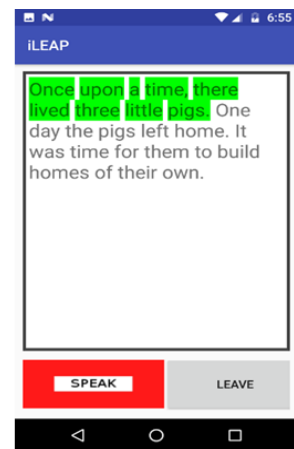 6:55
iLEAP
Once upon a time, there
lived three little pigs. One
day the pigs left home. It
was time for them to build
homes of their own.
SPEAK
LEAVE